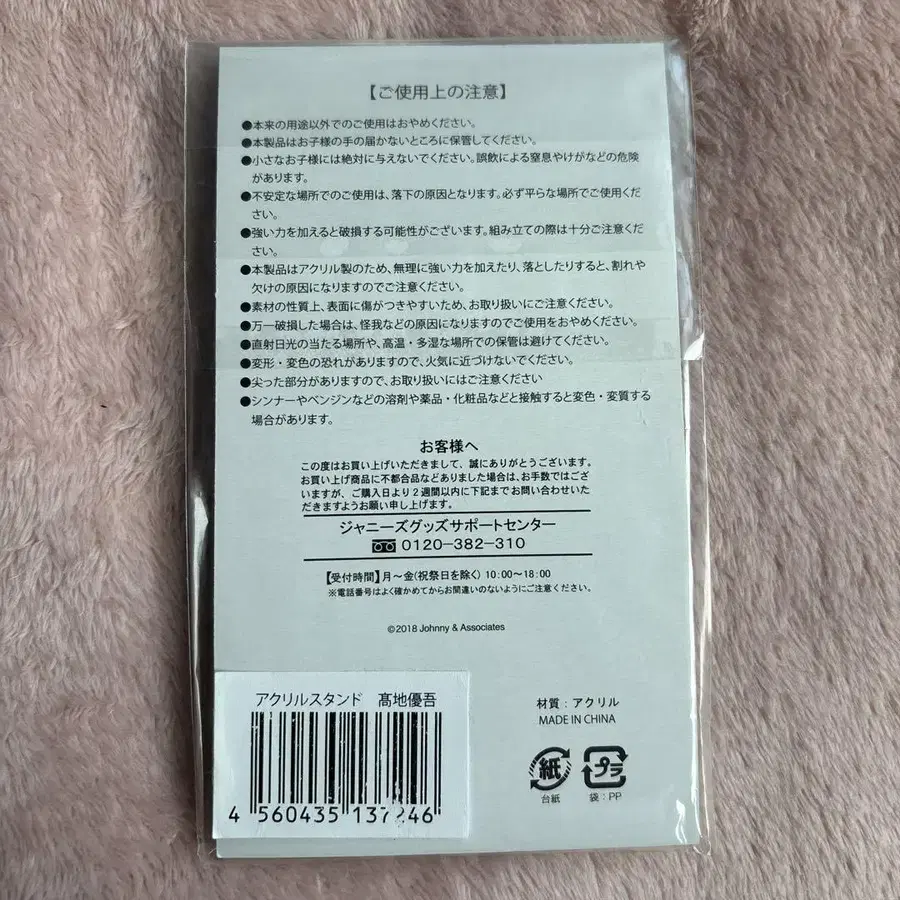 【ご使用上の注意】
●本来の用途以外でのご使用はおやめください。
●本製品はお子様の手の届かないところに保管してください。
●小さなお子様には絶対に与えないでください。誤飲による窒息やけがなどの危険
があります。
●不安定な場所でのご使用は、落下の原因となります。必ず平らな場所でご使用くだ
さい。
●強い力を加えると破損する可能性がございます。組み立ての際は十分ご注意くだ
さい。
●本製品はアクリル製のため、無理に強い力を加えたり、落としたりすると、割れや
欠けの原因になりますのでご注意ください。
●素材の性質上、表面に傷がつきやすいため、お取り扱いにご注意ください。
●万一破損した場合は、怪我などの原因になりますのでご使用をおやめください。
●直射日光の当たる場所や、高温・多湿な場所での保管は避けてください。
●変形・変色の恐れがありますので、火気に近づけないでください。
●尖った部分がありますので、お取り扱いにはご注意ください
●シンナーやベンジンなどの溶剤や薬品・化粧品などと接触すると変色・変質する
場合があります。
お客様へ
この度はお買い上げいただきまして、誠にありがとうございます。
お買い上げ商品に不都合品などありました場合は、お手数ではござ
いますが、ご購入日より2週間以内に下記までお問い合わせいた
だきますようお願い申し上げます。
ジャニーズグッズサポートセンター
0120-382-310
【受付時間】月〜金(祝祭日を除く) 10:00〜18:00
※電話番号はよく確かめてからお間違いのないようにご注意ください。
©2018 Johnny & Associates
アクリルスタンド 髙地優吾
4 560435 137246
材質：アクリル
MADE IN CHINA
紙
台紙
プラ
袋：PP